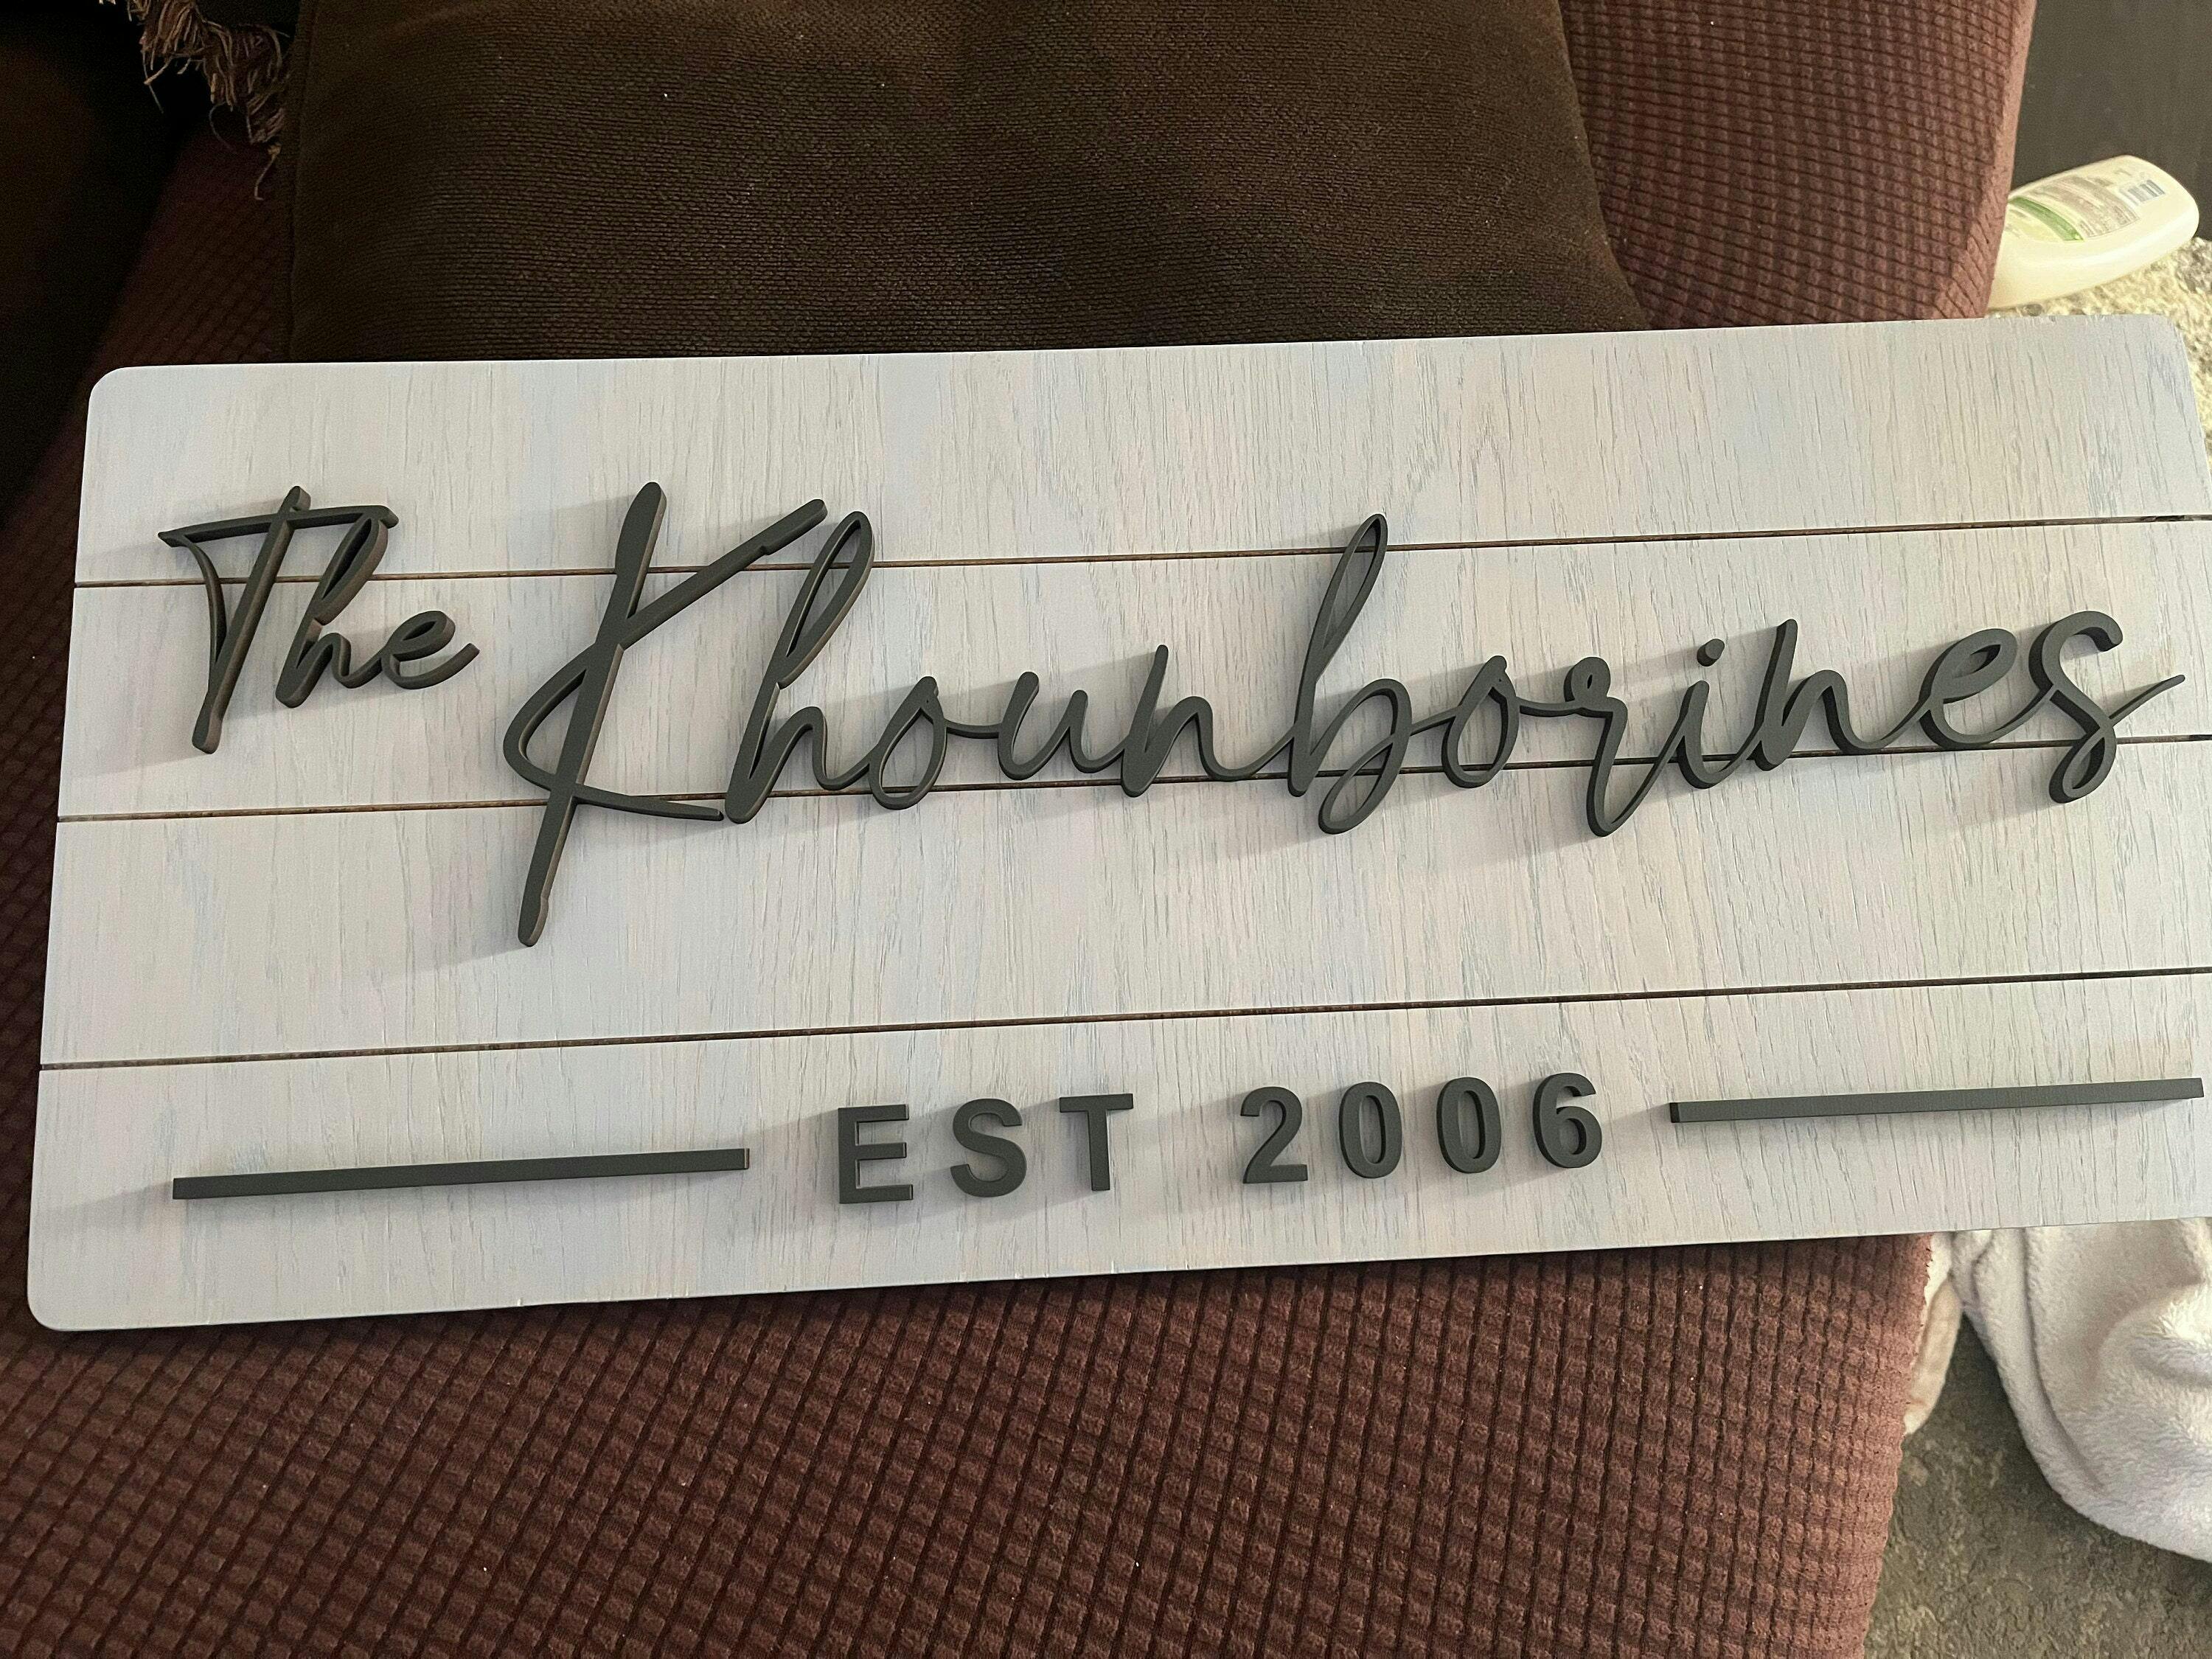 The Khounborines
EST 2006